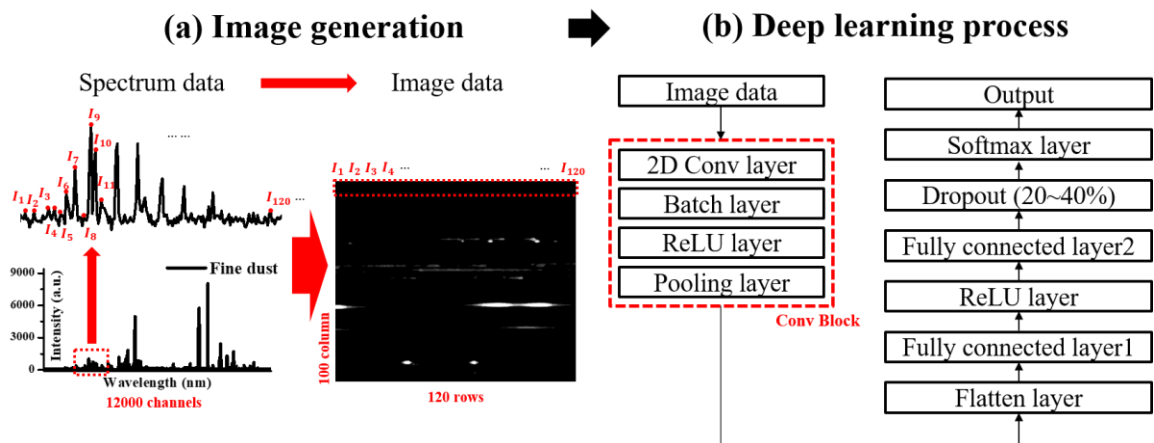 (a) Image generation
(b) Deep learning process
Spectrum data
Image data
I1
I2
I3
I4
I5
I6
I7
I8
I9
I10
I11
... ...
I120 ...
9000
6000
3000
0
Intensity (a.u.)
Fine dust
Wavelength (nm)
12000 channels
I1 I2 I3 I4 ... ... I120
100 column
120 rows
Image data
2D Conv layer
Batch layer
ReLU layer
Pooling layer
Conv Block
Output
Softmax layer
Dropout (20~40%)
Fully connected layer2
ReLU layer
Fully connected layer1
Flatten layer